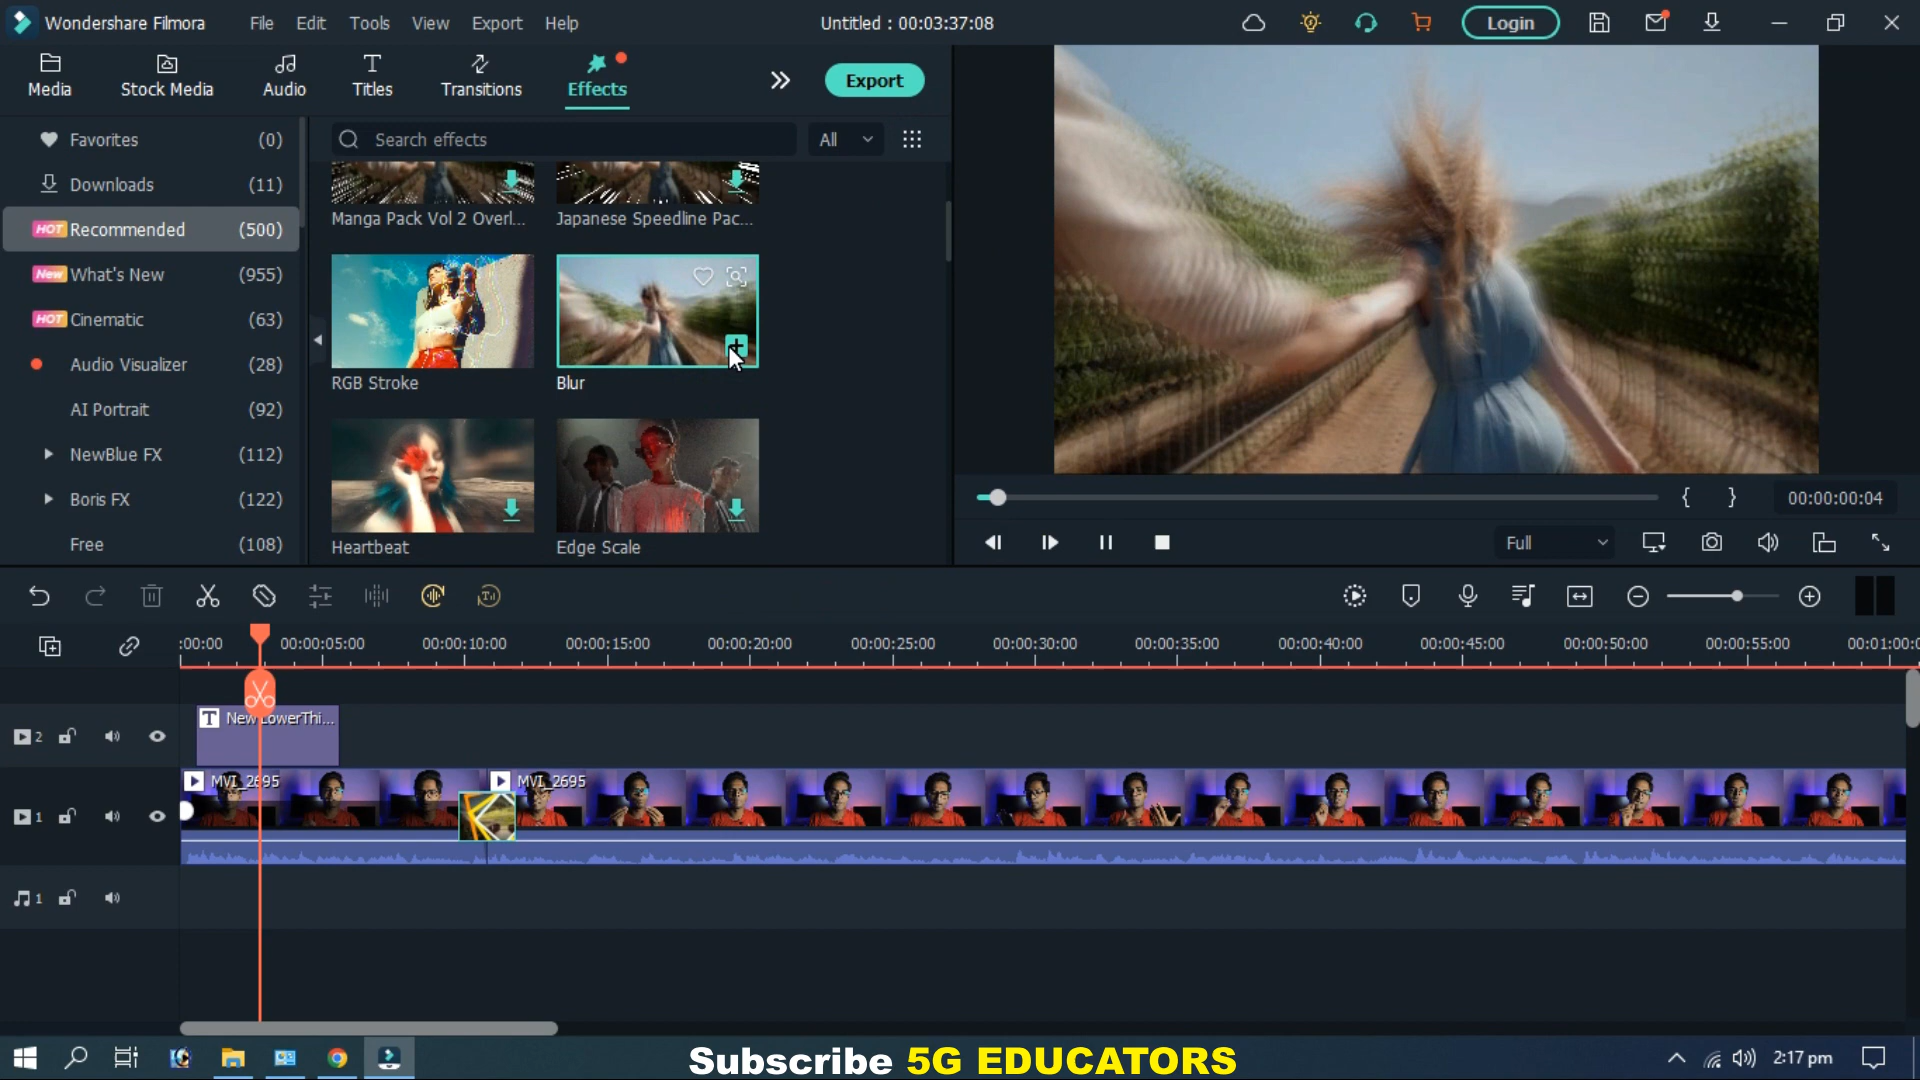 Wondershare Filmora
File Edit Tools View Export Help
Untitled : 00:03:37:08
Login
Media
Stock Media
Audio
Titles
Transitions
Effects
Export
Favorites (0)
Downloads (11)
HOT Recommended (500)
New What's New (955)
HOT Cinematic (63)
Audio Visualizer (28)
AI Portrait (92)
NewBlue FX (112)
Boris FX (122)
Free (108)
Search effects
All
Manga Pack Vol 2 Overl...
Japanese Speedline Pac...
RGB Stroke
Blur
Heartbeat
Edge Scale
{ } 00:00:00:04
Full
:00:00 00:00:05:00 00:00:10:00 00:00:15:00 00:00:20:00 00:00:25:00 00:00:30:00 00:00:35:00 00:00:40:00 00:00:45:00 00:00:50:00 00:00:55:00 00:01:00:0
2
T New LowerThi...
MVI_2695
MVI_2695
1
1
Subscribe 5G EDUCATORS
2:17 pm